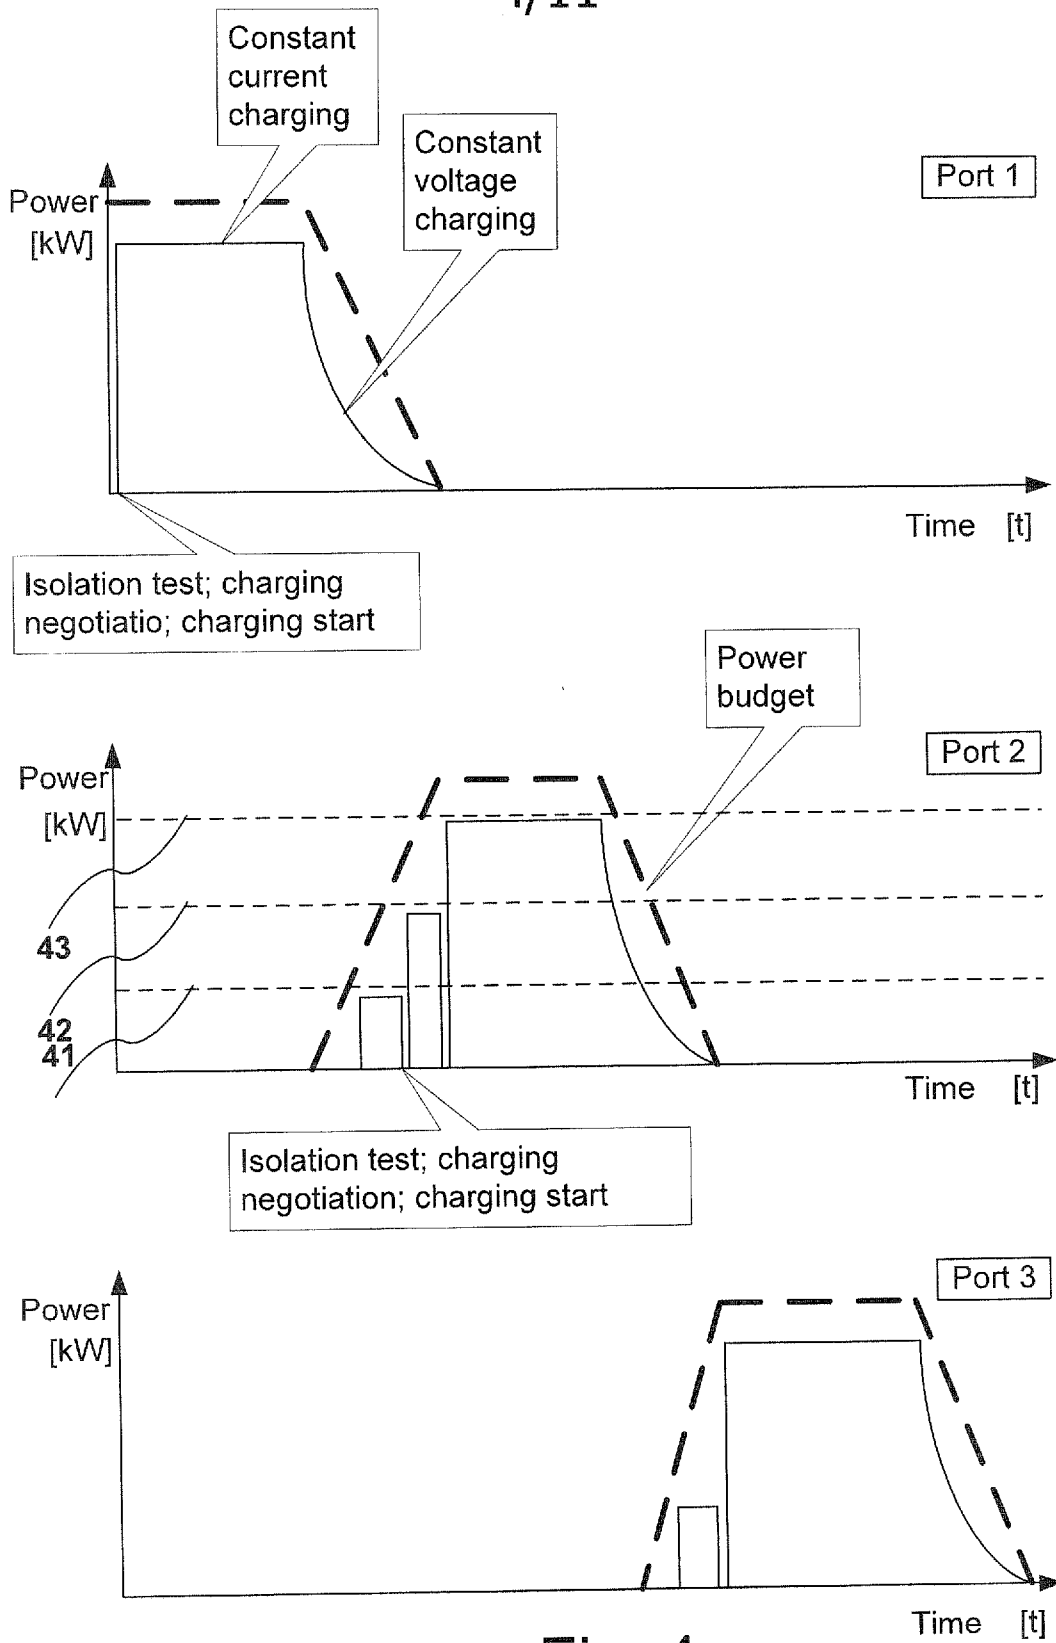 Constant
current
charging
Constant
voltage
charging
Port 1
Power
[kW]
Time [t]
Isolation test; charging
negotiatio; charging start
Power
budget
Port 2
Power
[kW]
43
42
41
Time [t]
Isolation test; charging
negotiation; charging start
Port 3
Power
[kW]
Time [t]